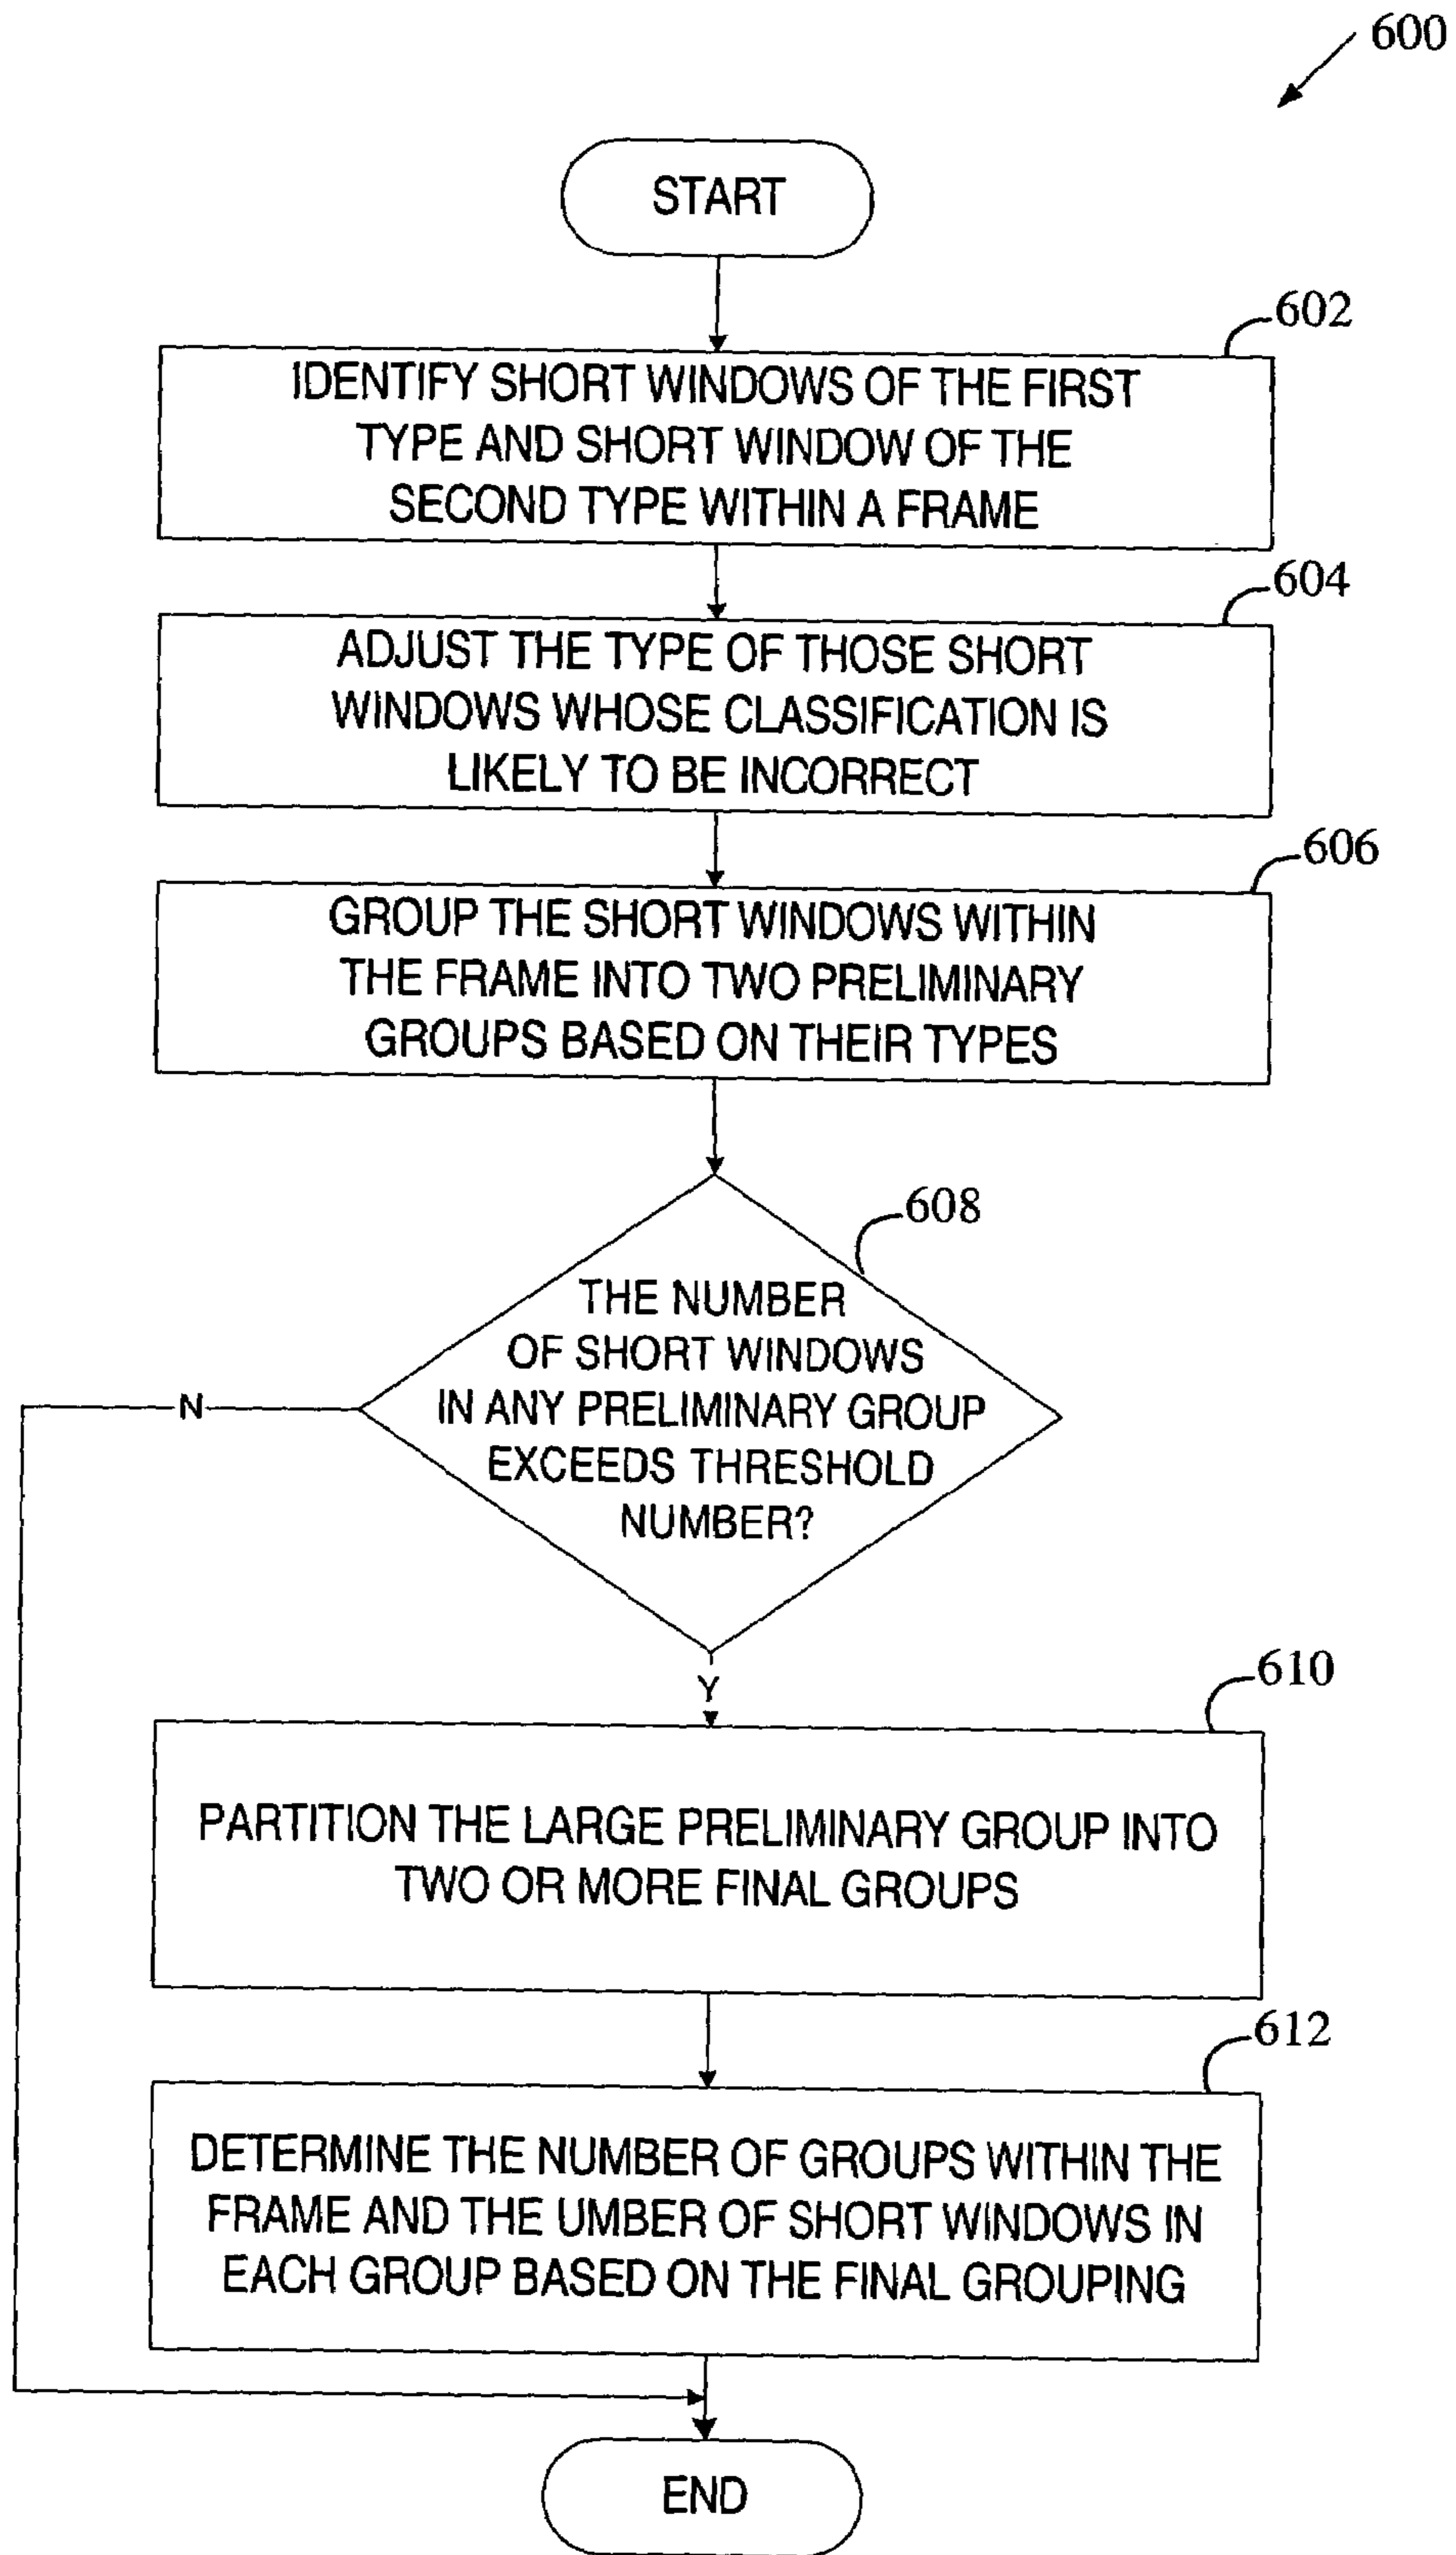 600
START
602
IDENTIFY SHORT WINDOWS OF THE FIRST
TYPE AND SHORT WINDOW OF THE
SECOND TYPE WITHIN A FRAME
604
ADJUST THE TYPE OF THOSE SHORT
WINDOWS WHOSE CLASSIFICATION IS
LIKELY TO BE INCORRECT
606
GROUP THE SHORT WINDOWS WITHIN
THE FRAME INTO TWO PRELIMINARY
GROUPS BASED ON THEIR TYPES
608
THE NUMBER
OF SHORT WINDOWS
IN ANY PRELIMINARY GROUP
EXCEEDS THRESHOLD
NUMBER?
N
Y
610
PARTITION THE LARGE PRELIMINARY GROUP INTO
TWO OR MORE FINAL GROUPS
612
DETERMINE THE NUMBER OF GROUPS WITHIN THE
FRAME AND THE UMBER OF SHORT WINDOWS IN
EACH GROUP BASED ON THE FINAL GROUPING
END